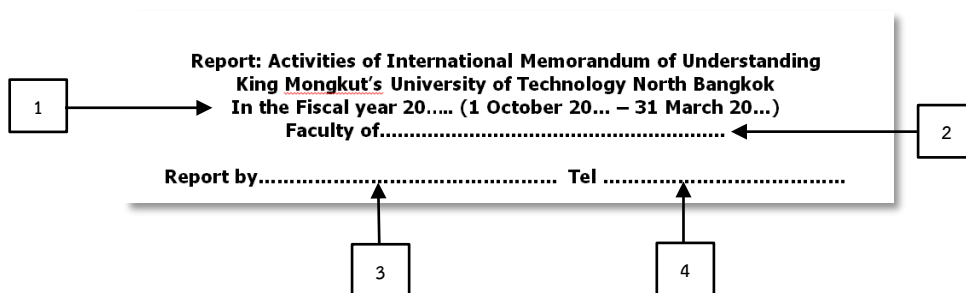 Report: Activities of International Memorandum of Understanding
King Mongkut's University of Technology North Bangkok
1
In the Fiscal year 20..... (1 October 20... – 31 March 20...)
Faculty of..........................................................
2
Report by.................................................. Tel .........................................
3
4